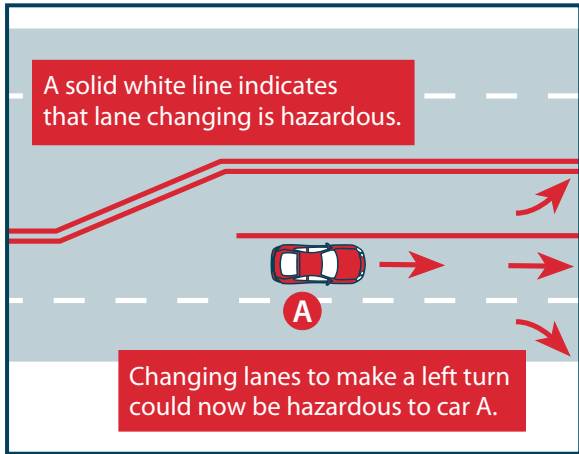 A solid white line indicates
that lane changing is hazardous.
A
Changing lanes to make a left turn
could now be hazardous to car A.